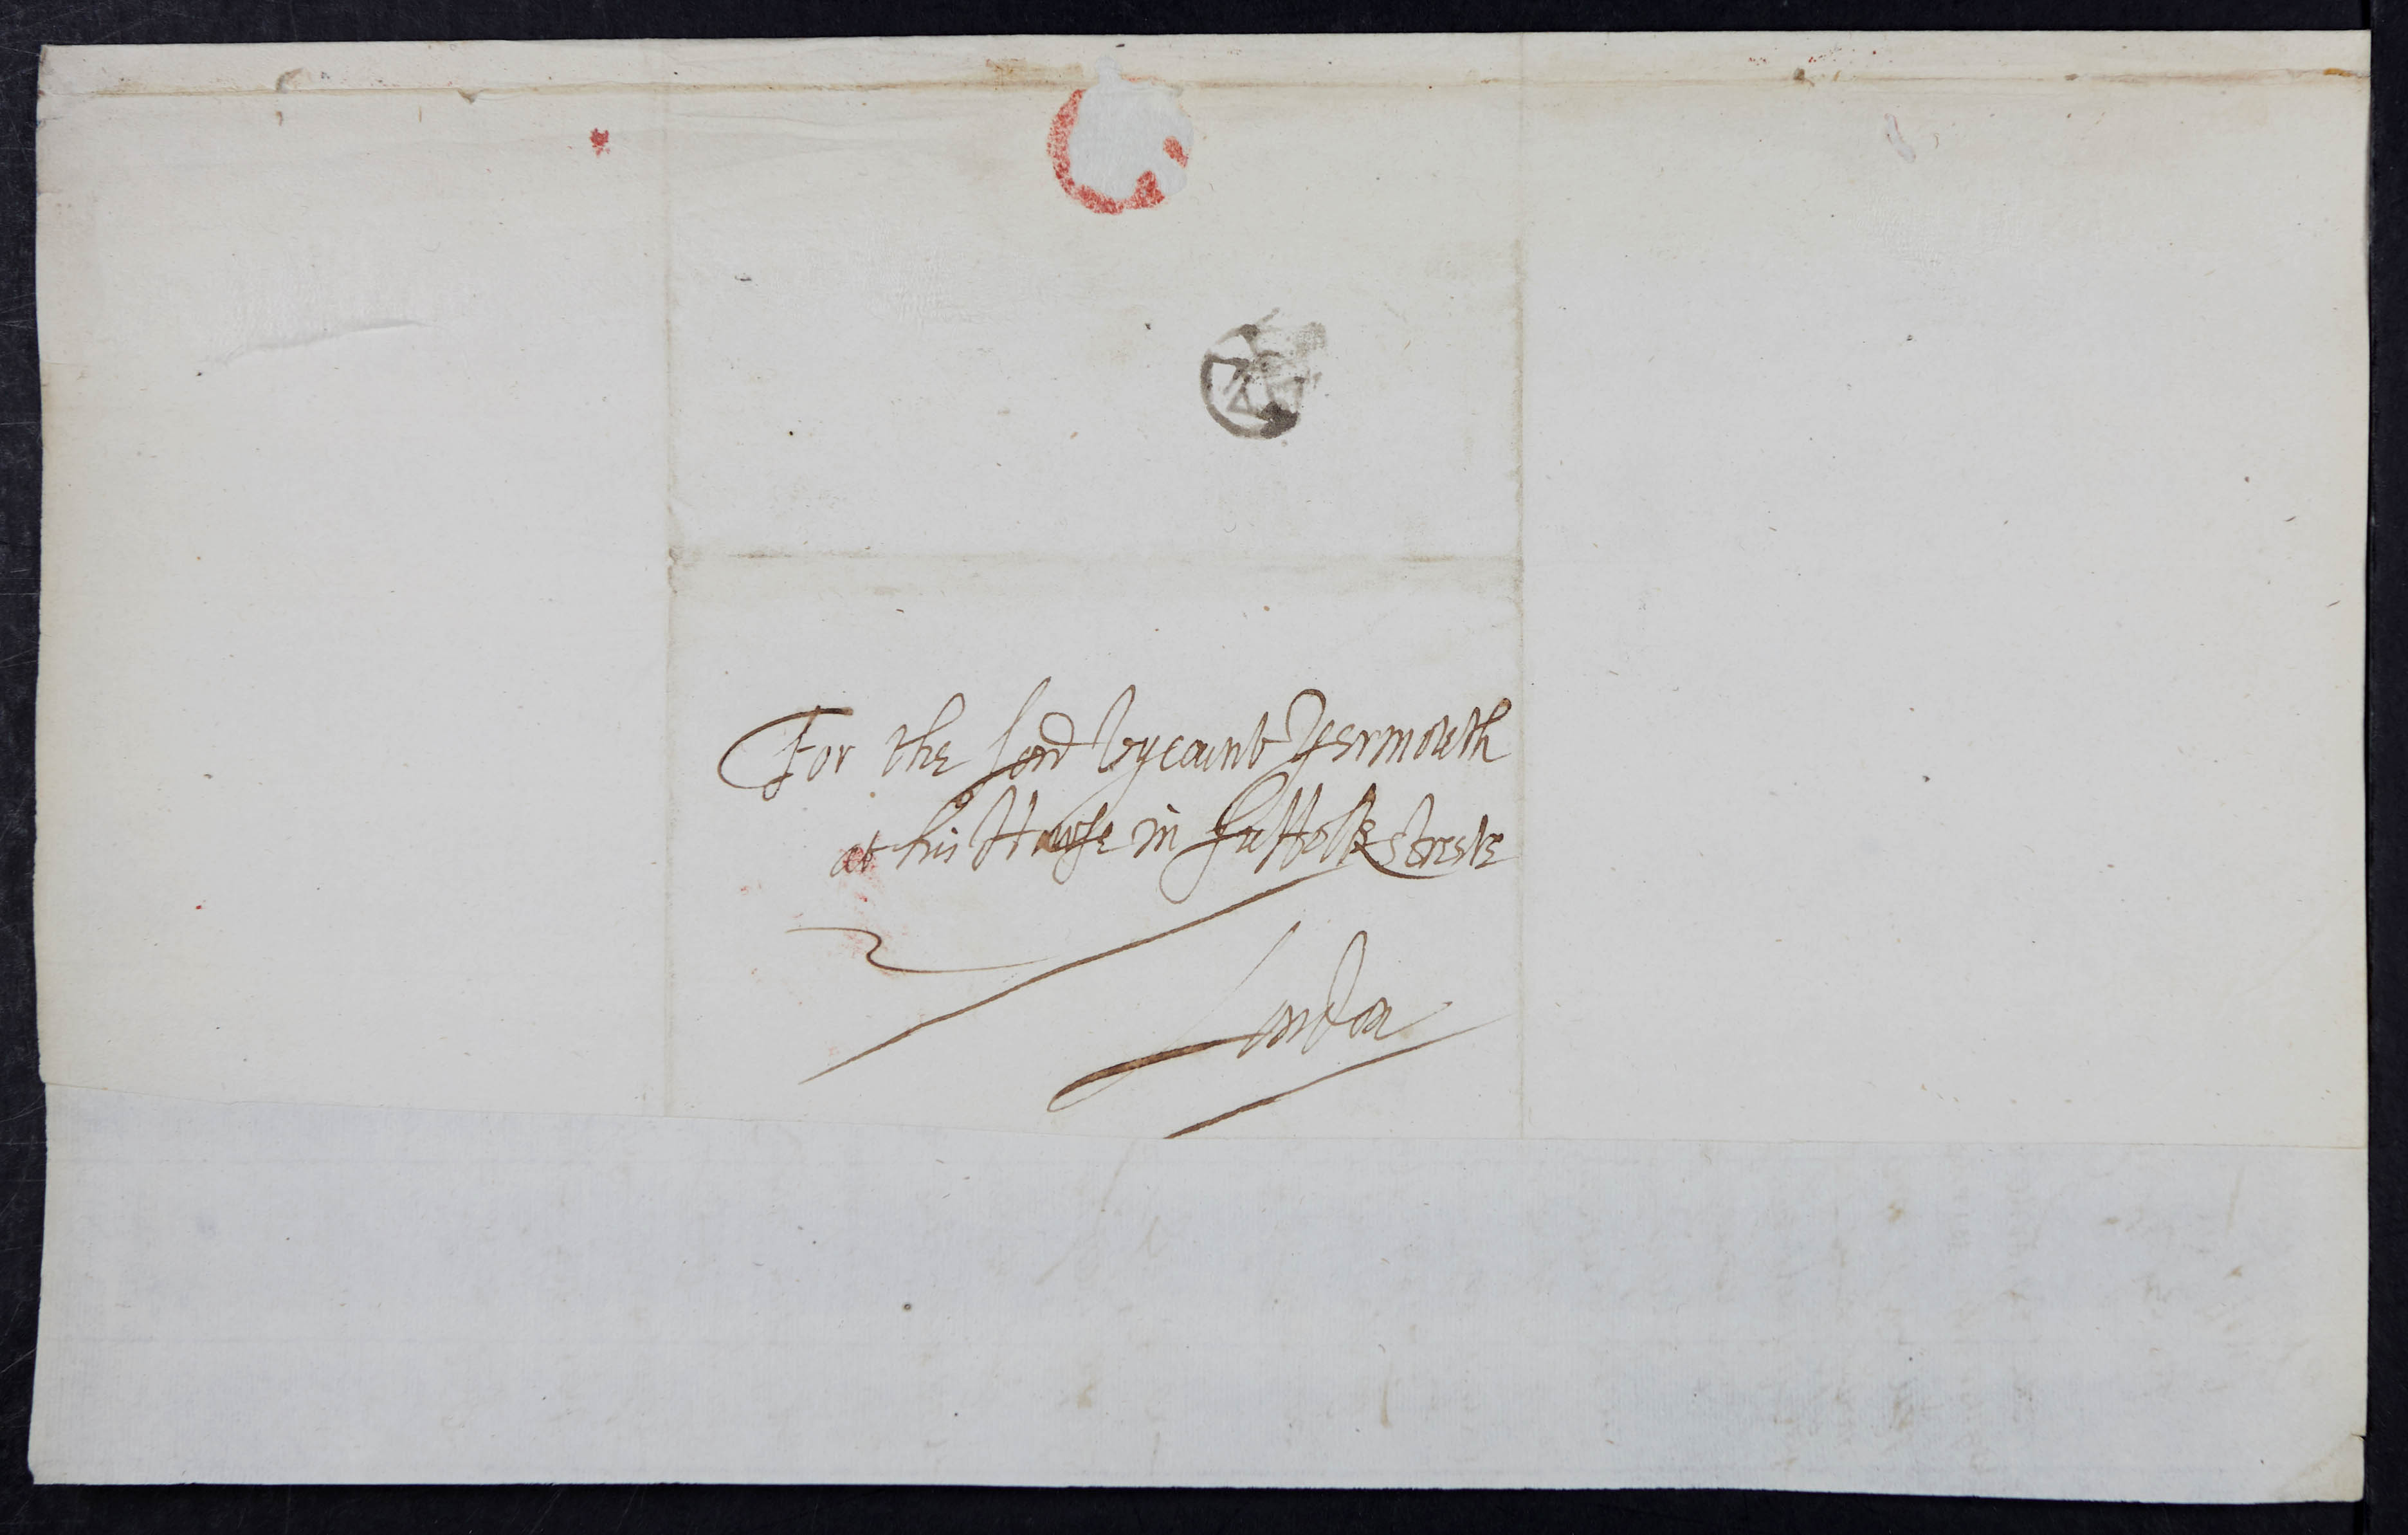 For the Lord Vycount Yermouth
at his House in Suffolk streete
London